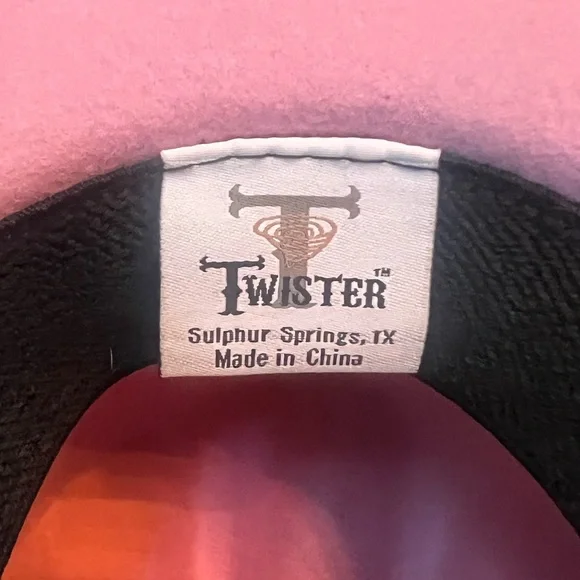 T
TWISTER™
Sulphur Springs, TX
Made in China